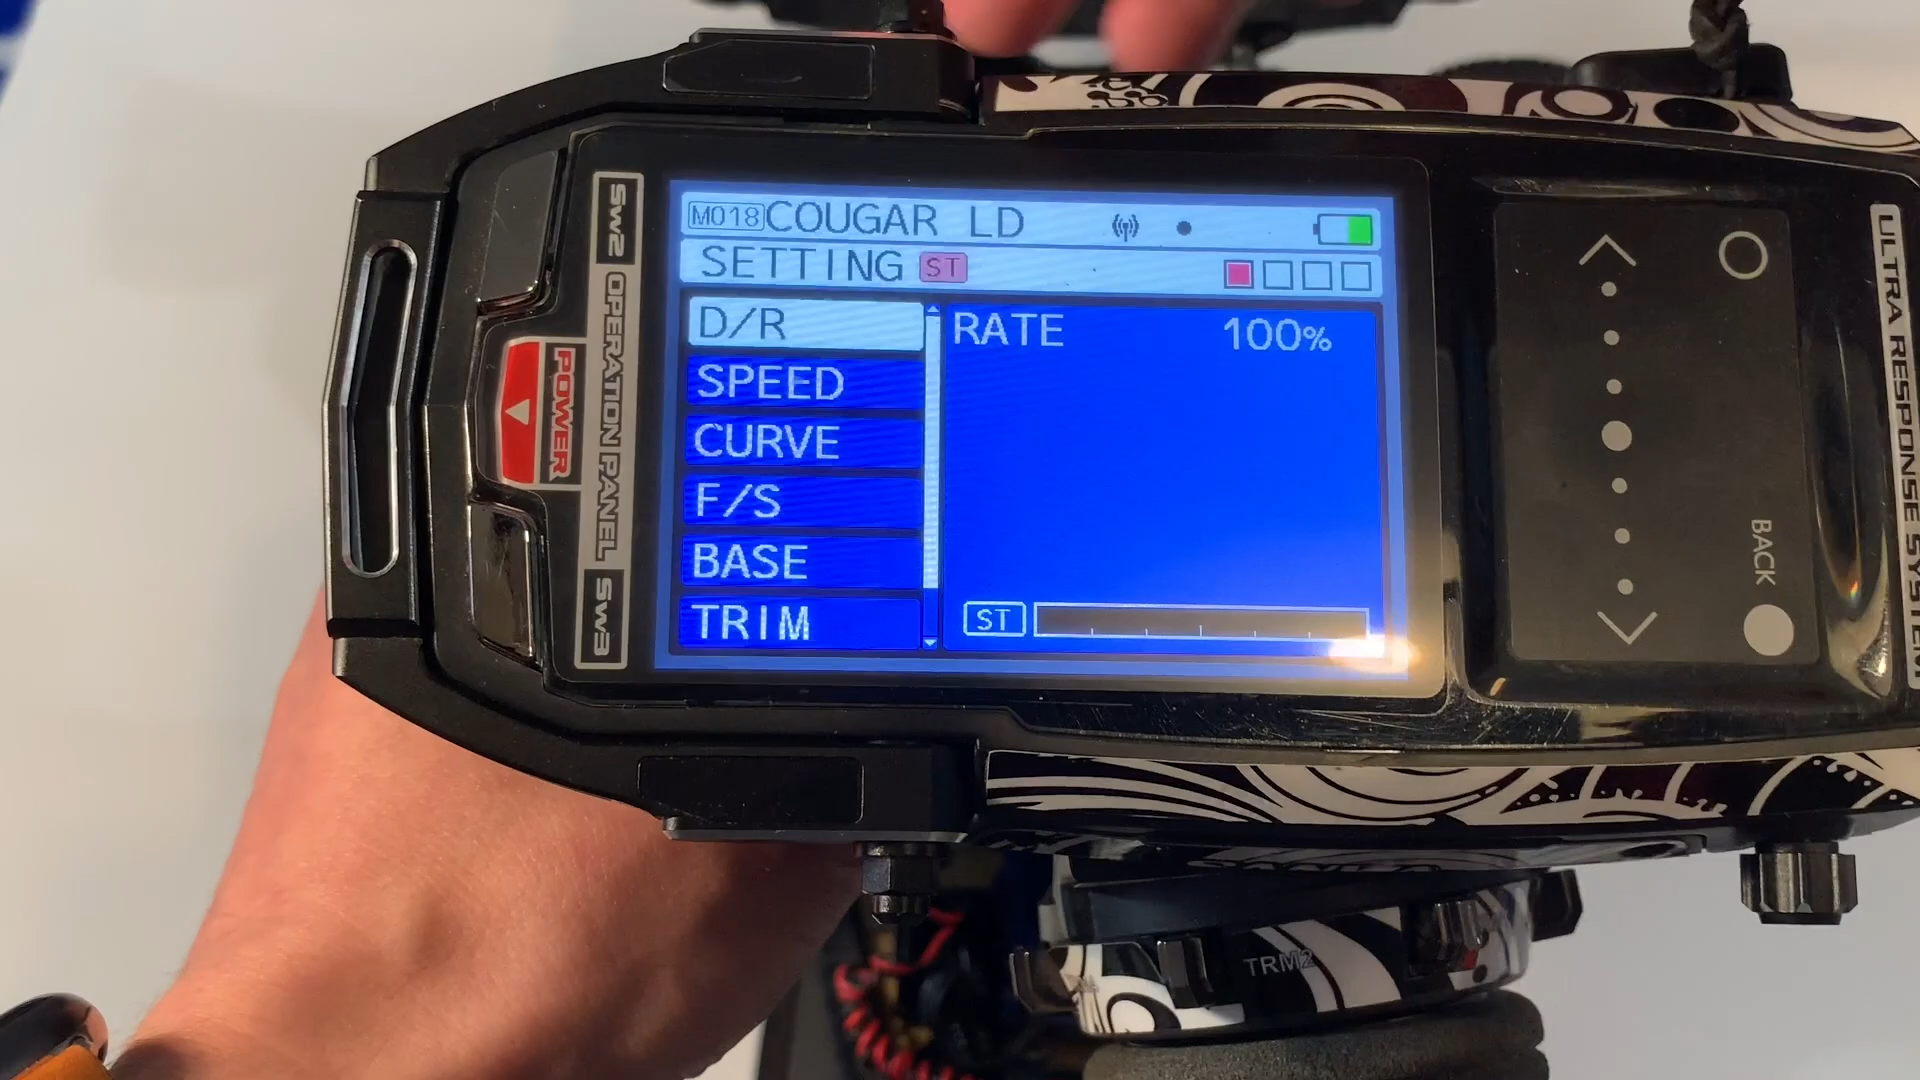 M018 COUGAR LD
SETTING ST
D/R
SPEED
CURVE
F/S
BASE
TRIM
RATE 100%
ST
SW2
OPERATION PANEL
SW3
POWER
BACK
ULTRA RESPONSE SYSTEM
TRM2